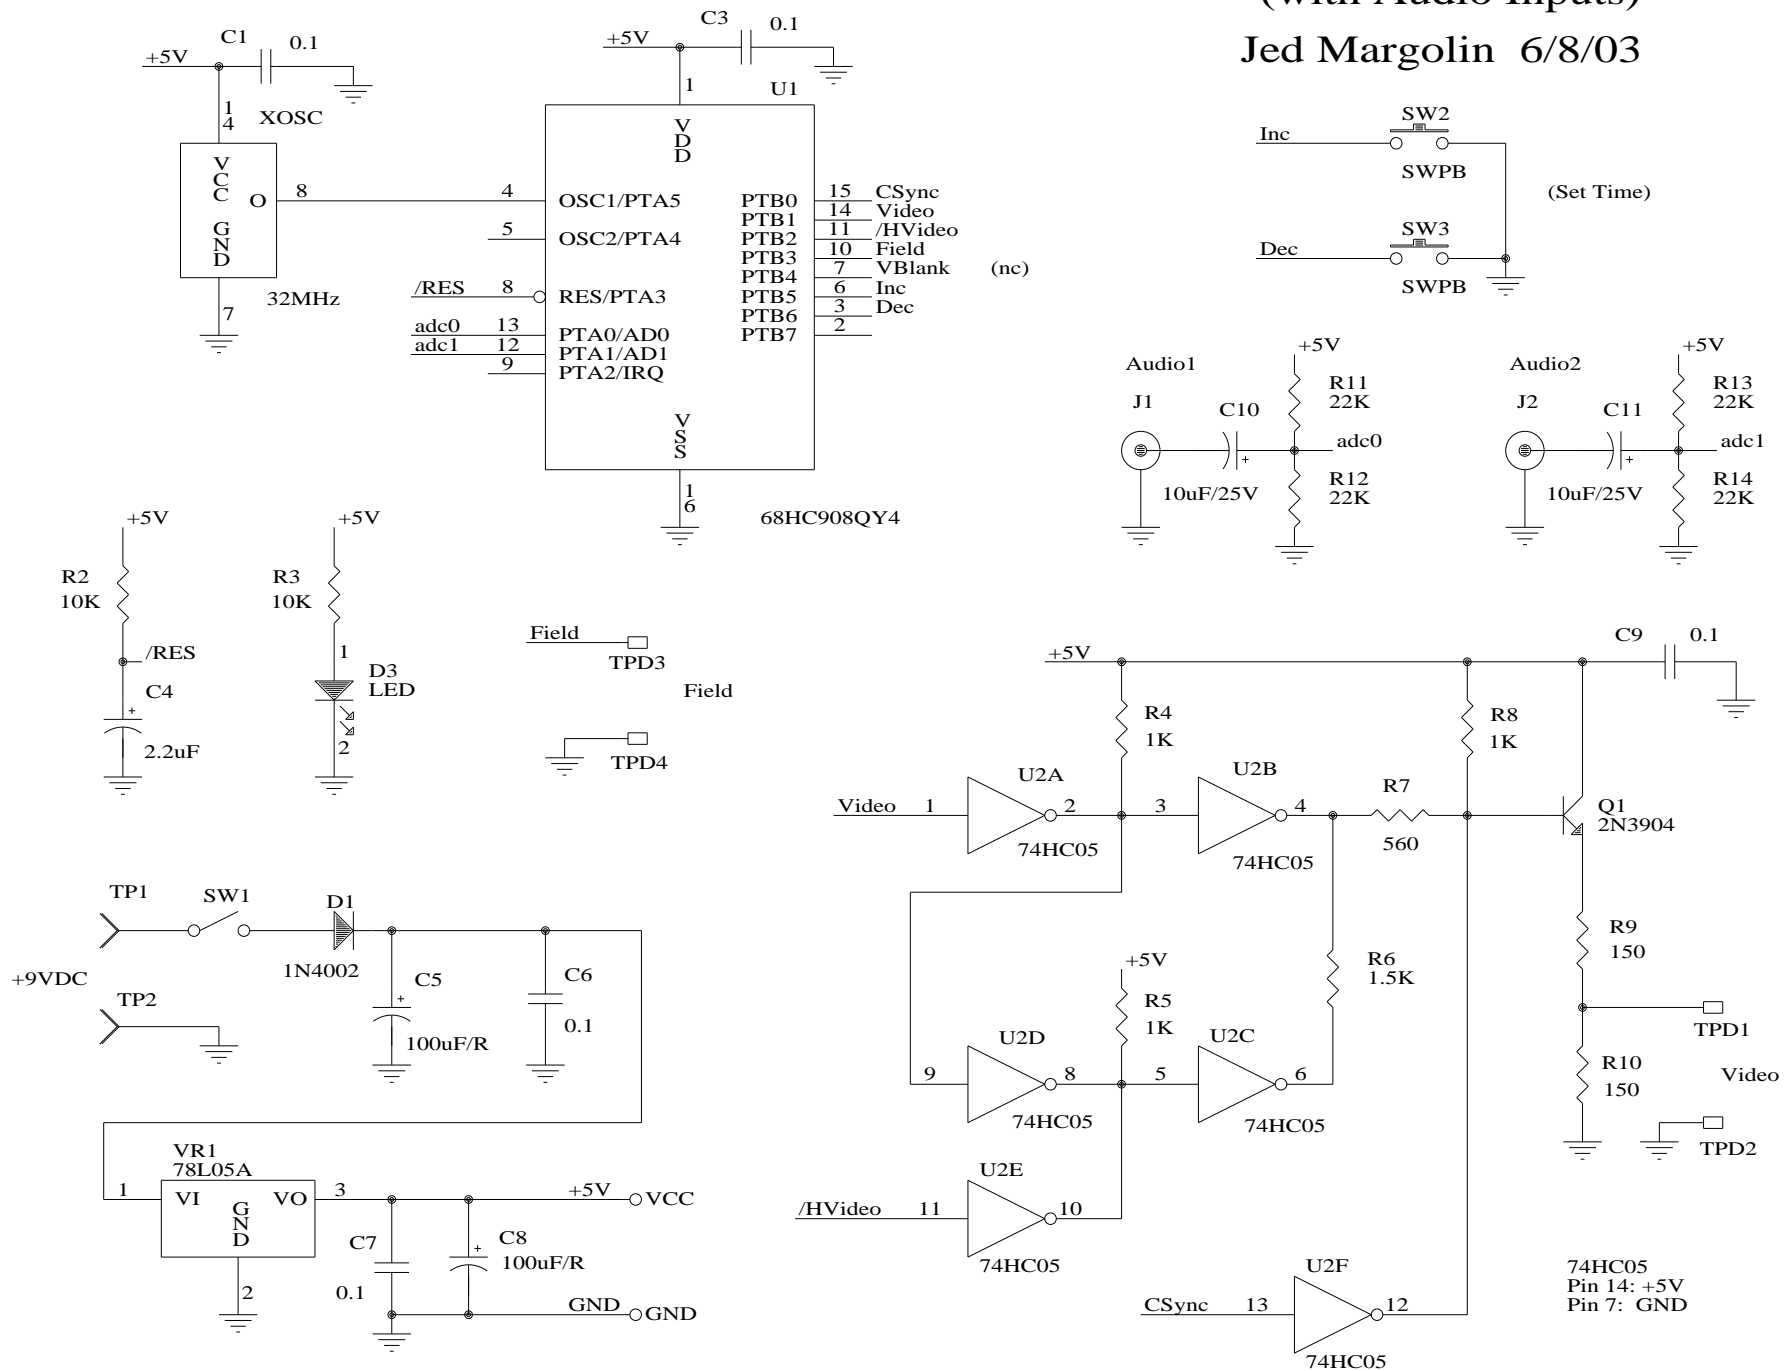 (with Audio Inputs)
Jed Margolin 6/8/03
+5V
C1
0.1
1
4
XOSC
VCC
GND
O
8
32MHz
7
+5V
C3
0.1
1
U1
VDD
4
OSC1/PTA5
5
OSC2/PTA4
/RES
8
RES/PTA3
adc0
13
PTA0/AD0
adc1
12
PTA1/AD1
9
PTA2/IRQ
VSS
PTB0
15
CSync
PTB1
14
Video
PTB2
11
/HVideo
PTB3
10
Field
PTB4
7
VBlank
(nc)
PTB5
6
Inc
PTB6
3
Dec
PTB7
2
1
6
68HC908QY4
Inc
SW2
SWPB
(Set Time)
Dec
SW3
SWPB
Audio1
J1
C10
+
10uF/25V
+5V
R11
22K
adc0
R12
22K
Audio2
J2
C11
+
10uF/25V
+5V
R13
22K
adc1
R14
22K
+5V
R2
10K
/RES
C4
+
2.2uF
+5V
R3
10K
1
D3
LED
2
Field
TPD3
Field
TPD4
+5V
C9
0.1
R4
1K
R8
1K
Video
1
U2A
2
74HC05
3
U2B
4
74HC05
R7
560
Q1
2N3904
R9
150
TPD1
R10
150
Video
TPD2
+5V
R5
1K
R6
1.5K
9
U2D
8
74HC05
5
U2C
6
74HC05
/HVideo
11
U2E
10
74HC05
CSync
13
U2F
12
74HC05
74HC05
Pin 14: +5V
Pin 7: GND
TP1
SW1
D1
1N4002
+9VDC
TP2
C5
+
100uF/R
C6
0.1
VR1
78L05A
1
VI
VO
GND
3
2
+5V
VCC
C7
0.1
C8
+
100uF/R
GND
GND